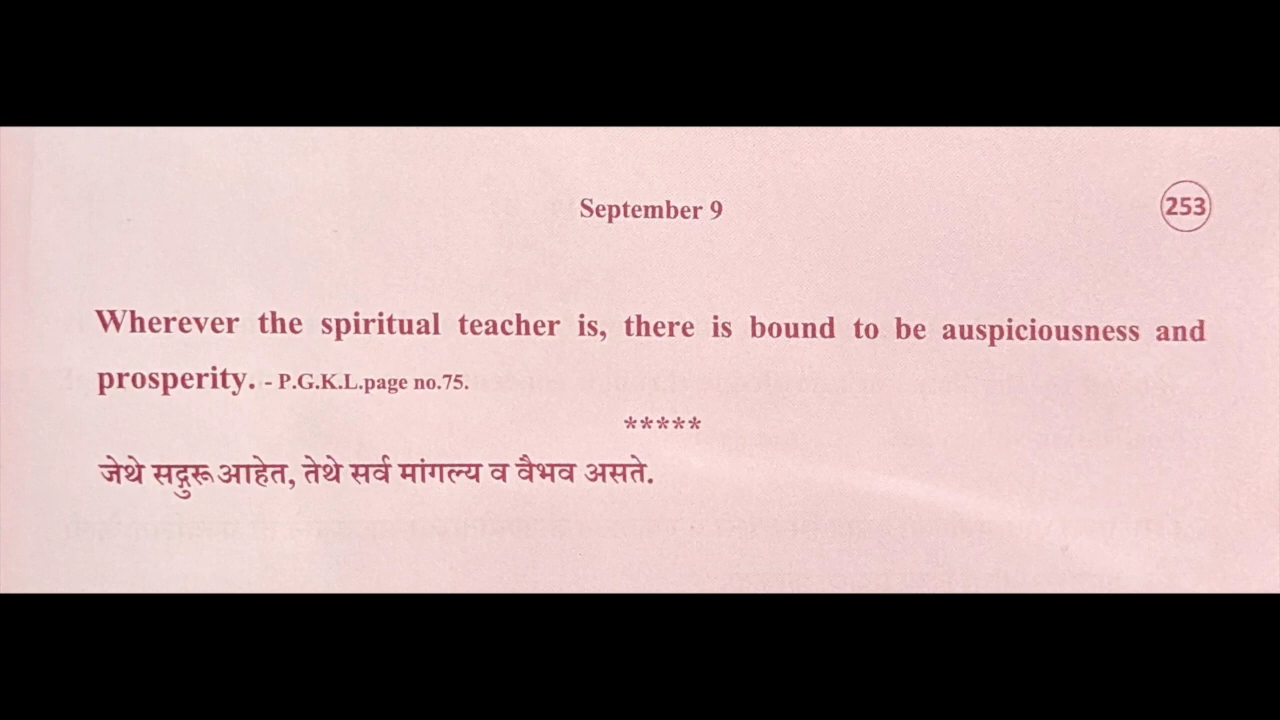 September 9
253
Wherever the spiritual teacher is, there is bound to be auspiciousness and
prosperity. - P.G.K.L.page no.75.
*****
जेथे सद्गुरू आहेत, तेथे सर्व मांगल्य व वैभव असते.